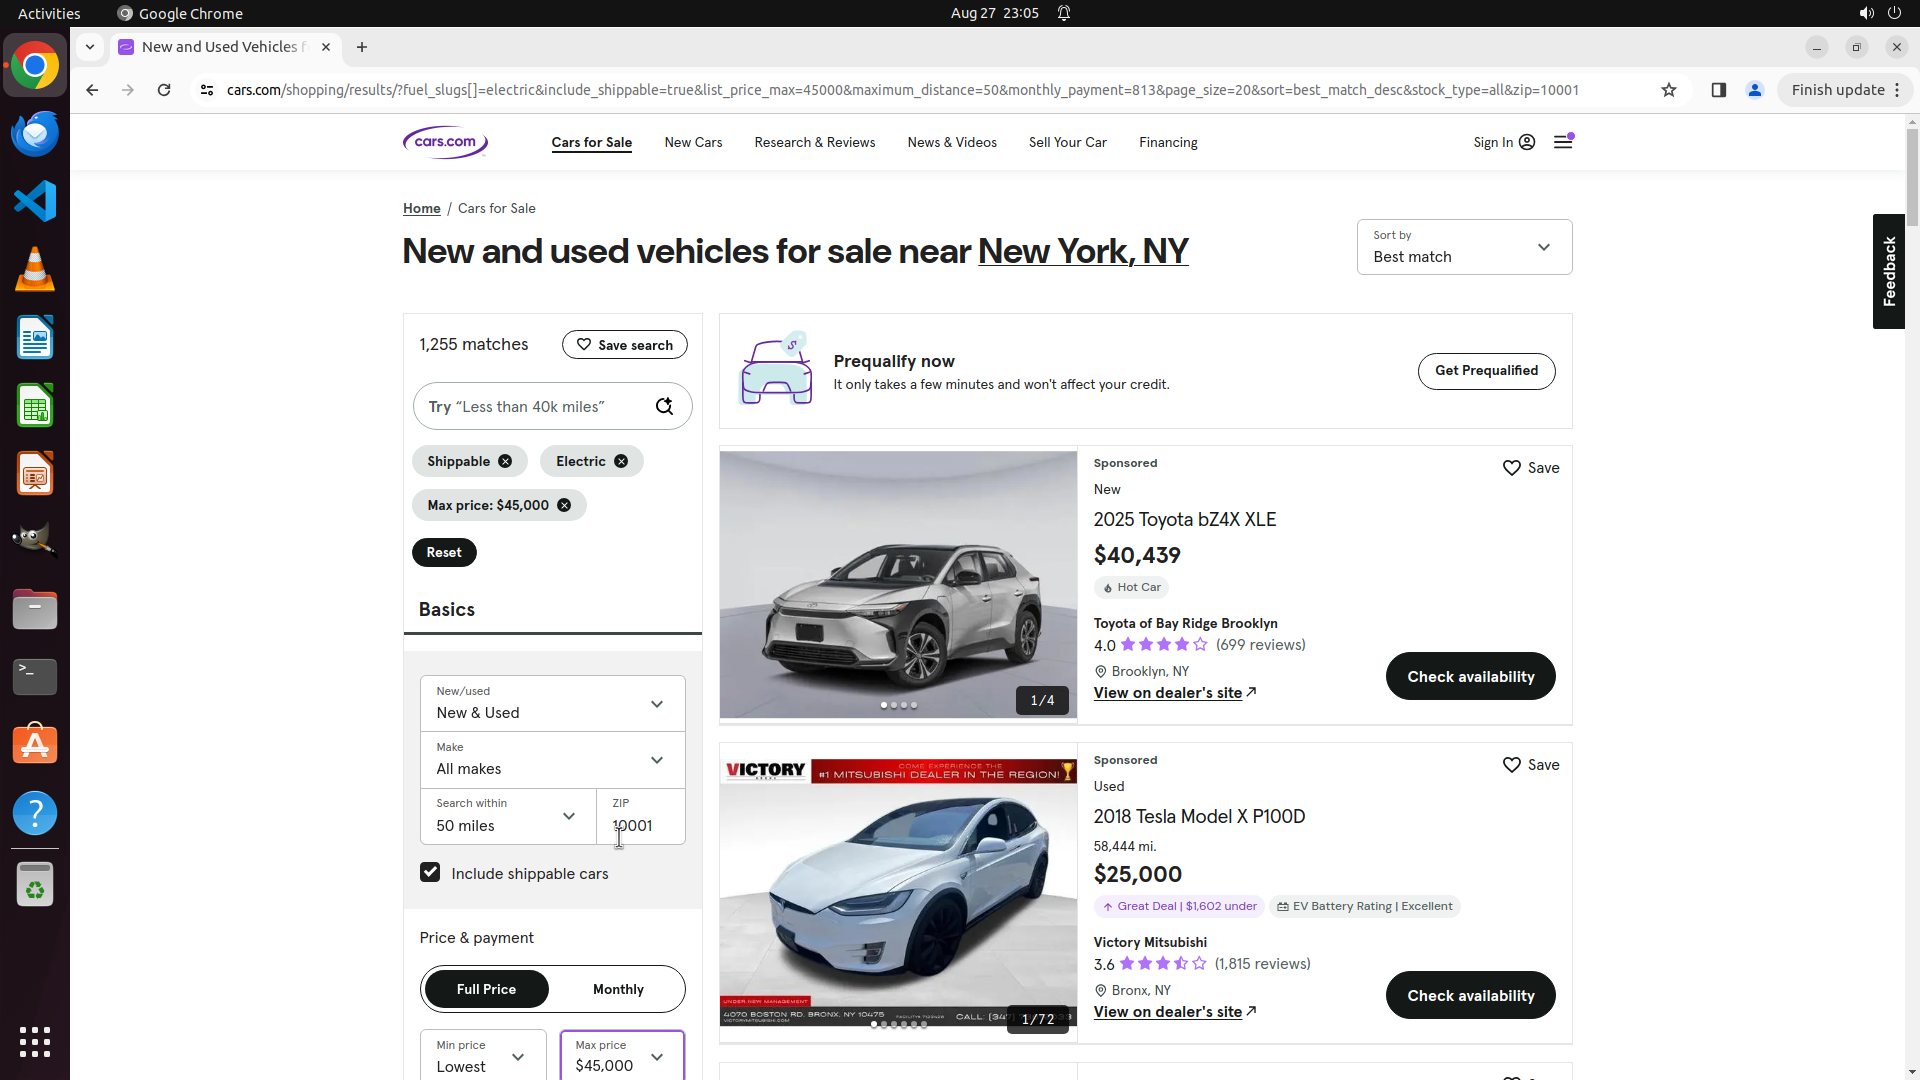 Activities
Google Chrome
Aug 27 23:05
New and Used Vehicles f
cars.com/shopping/results/?fuel_slugs[]=electric&include_shippable=true&list_price_max=45000&maximum_distance=50&monthly_payment=813&page_size=20&sort=best_match_desc&stock_type=all&zip=10001
Finish update
cars.com
Cars for Sale
New Cars
Research & Reviews
News & Videos
Sell Your Car
Financing
Sign In
Home / Cars for Sale
New and used vehicles for sale near New York, NY
Sort by
Best match
Feedback
1,255 matches
Save search
Try “Less than 40k miles”
Shippable
Electric
Max price: $45,000
Reset
Basics
New/used
New & Used
Make
All makes
Search within
50 miles
ZIP
10001
Include shippable cars
Price & payment
Full Price
Monthly
Min price
Lowest
Max price
$45,000
Prequalify now
It only takes a few minutes and won't affect your credit.
Get Prequalified
1/4
Sponsored
Save
New
2025 Toyota bZ4X XLE
$40,439
Hot Car
Toyota of Bay Ridge Brooklyn
4.0 (699 reviews)
Brooklyn, NY
View on dealer's site
Check availability
VICTORY
COME EXPERIENCE THE
#1 MITSUBISHI DEALER IN THE REGION!
UNDER NEW MANAGEMENT
4070 BOSTON RD. BRONX, NY 10475
1/72
Sponsored
Save
Used
2018 Tesla Model X P100D
58,444 mi.
$25,000
Great Deal | $1,602 under
EV Battery Rating | Excellent
Victory Mitsubishi
3.6 (1,815 reviews)
Bronx, NY
View on dealer's site
Check availability